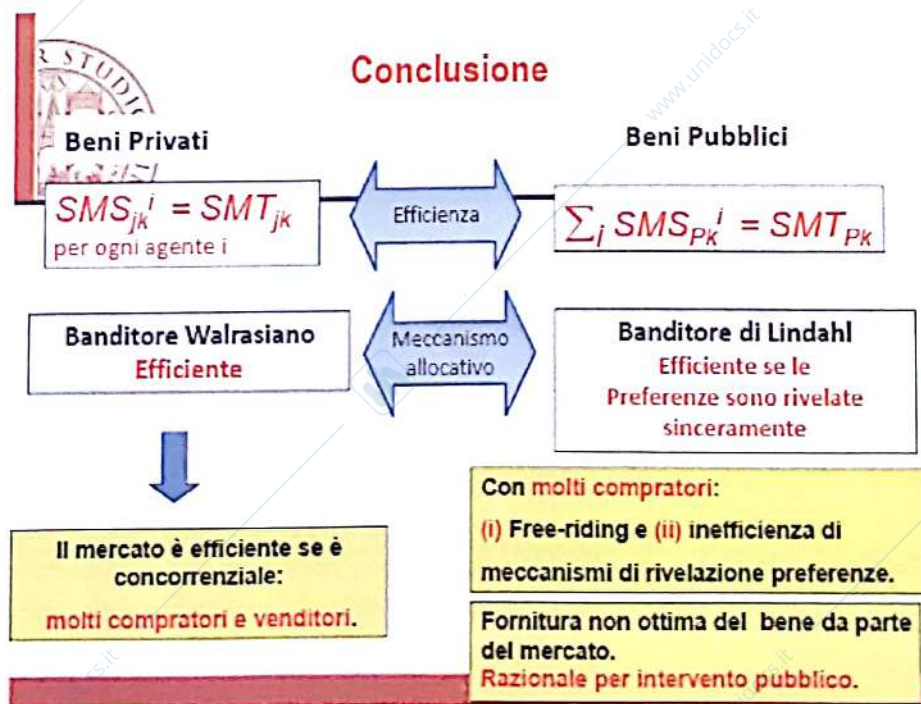 R STUDIO
Conclusione
Beni Privati
Beni Pubblici
SMS_jk^i = SMT_jk
per ogni agente i
Efficienza
∑_i SMS_Pk^i = SMT_Pk
Banditore Walrasiano
Efficiente
Meccanismo
allocativo
Banditore di Lindahl
Efficiente se le
Preferenze sono rivelate
sinceramente
Il mercato è efficiente se è
concorrenziale:
molti compratori e venditori.
Con molti compratori:
(i) Free-riding e (ii) inefficienza di
meccanismi di rivelazione preferenze.
Fornitura non ottima del bene da parte
del mercato.
Razionale per intervento pubblico.
www.unidocs.it